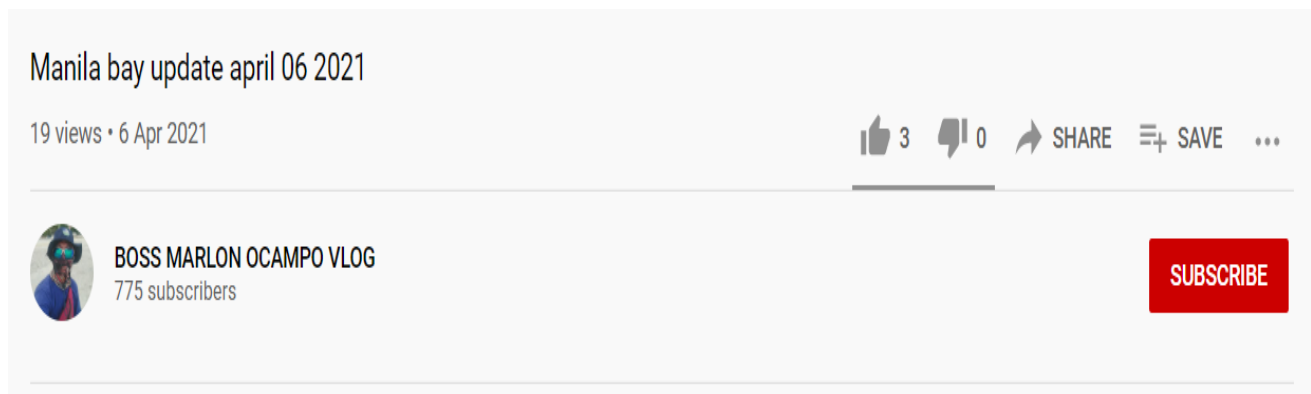 Manila bay update april 06 2021
19 views • 6 Apr 2021
3 0 SHARE SAVE
BOSS MARLON OCAMPO VLOG
775 subscribers
SUBSCRIBE